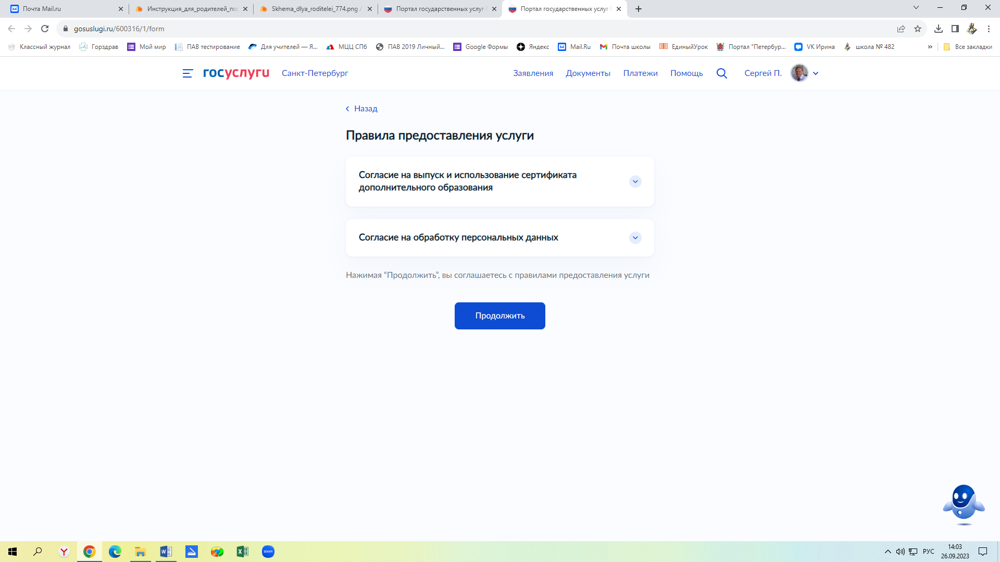 Почта Mail.ru
Инструкция_для_родителей_по
Skhema_dlya_roditelei_774.png /
Портал государственных услуг
Портал государственных услуг
gosuslugi.ru/600316/1/form
Классный журнал
Горздрав
Мой мир
ПАВ тестирование
Для учителей — Я...
МЦЦ СПб
ПАВ 2019 Личный...
Google Формы
Яндекс
Mail.Ru
Почта школы
ЕдиныйУрок
Портал "Петербур...
VK Ирина
школа № 482
»
Все закладки
госуслуги
Санкт-Петербург
Заявления
Документы
Платежи
Помощь
Сергей П.
Назад
Правила предоставления услуги
Согласие на выпуск и использование сертификата
дополнительного образования
Согласие на обработку персональных данных
Нажимая “Продолжить”, вы соглашаетесь с правилами предоставления услуги
Продолжить
zoom
РУС
14:03
26.09.2023